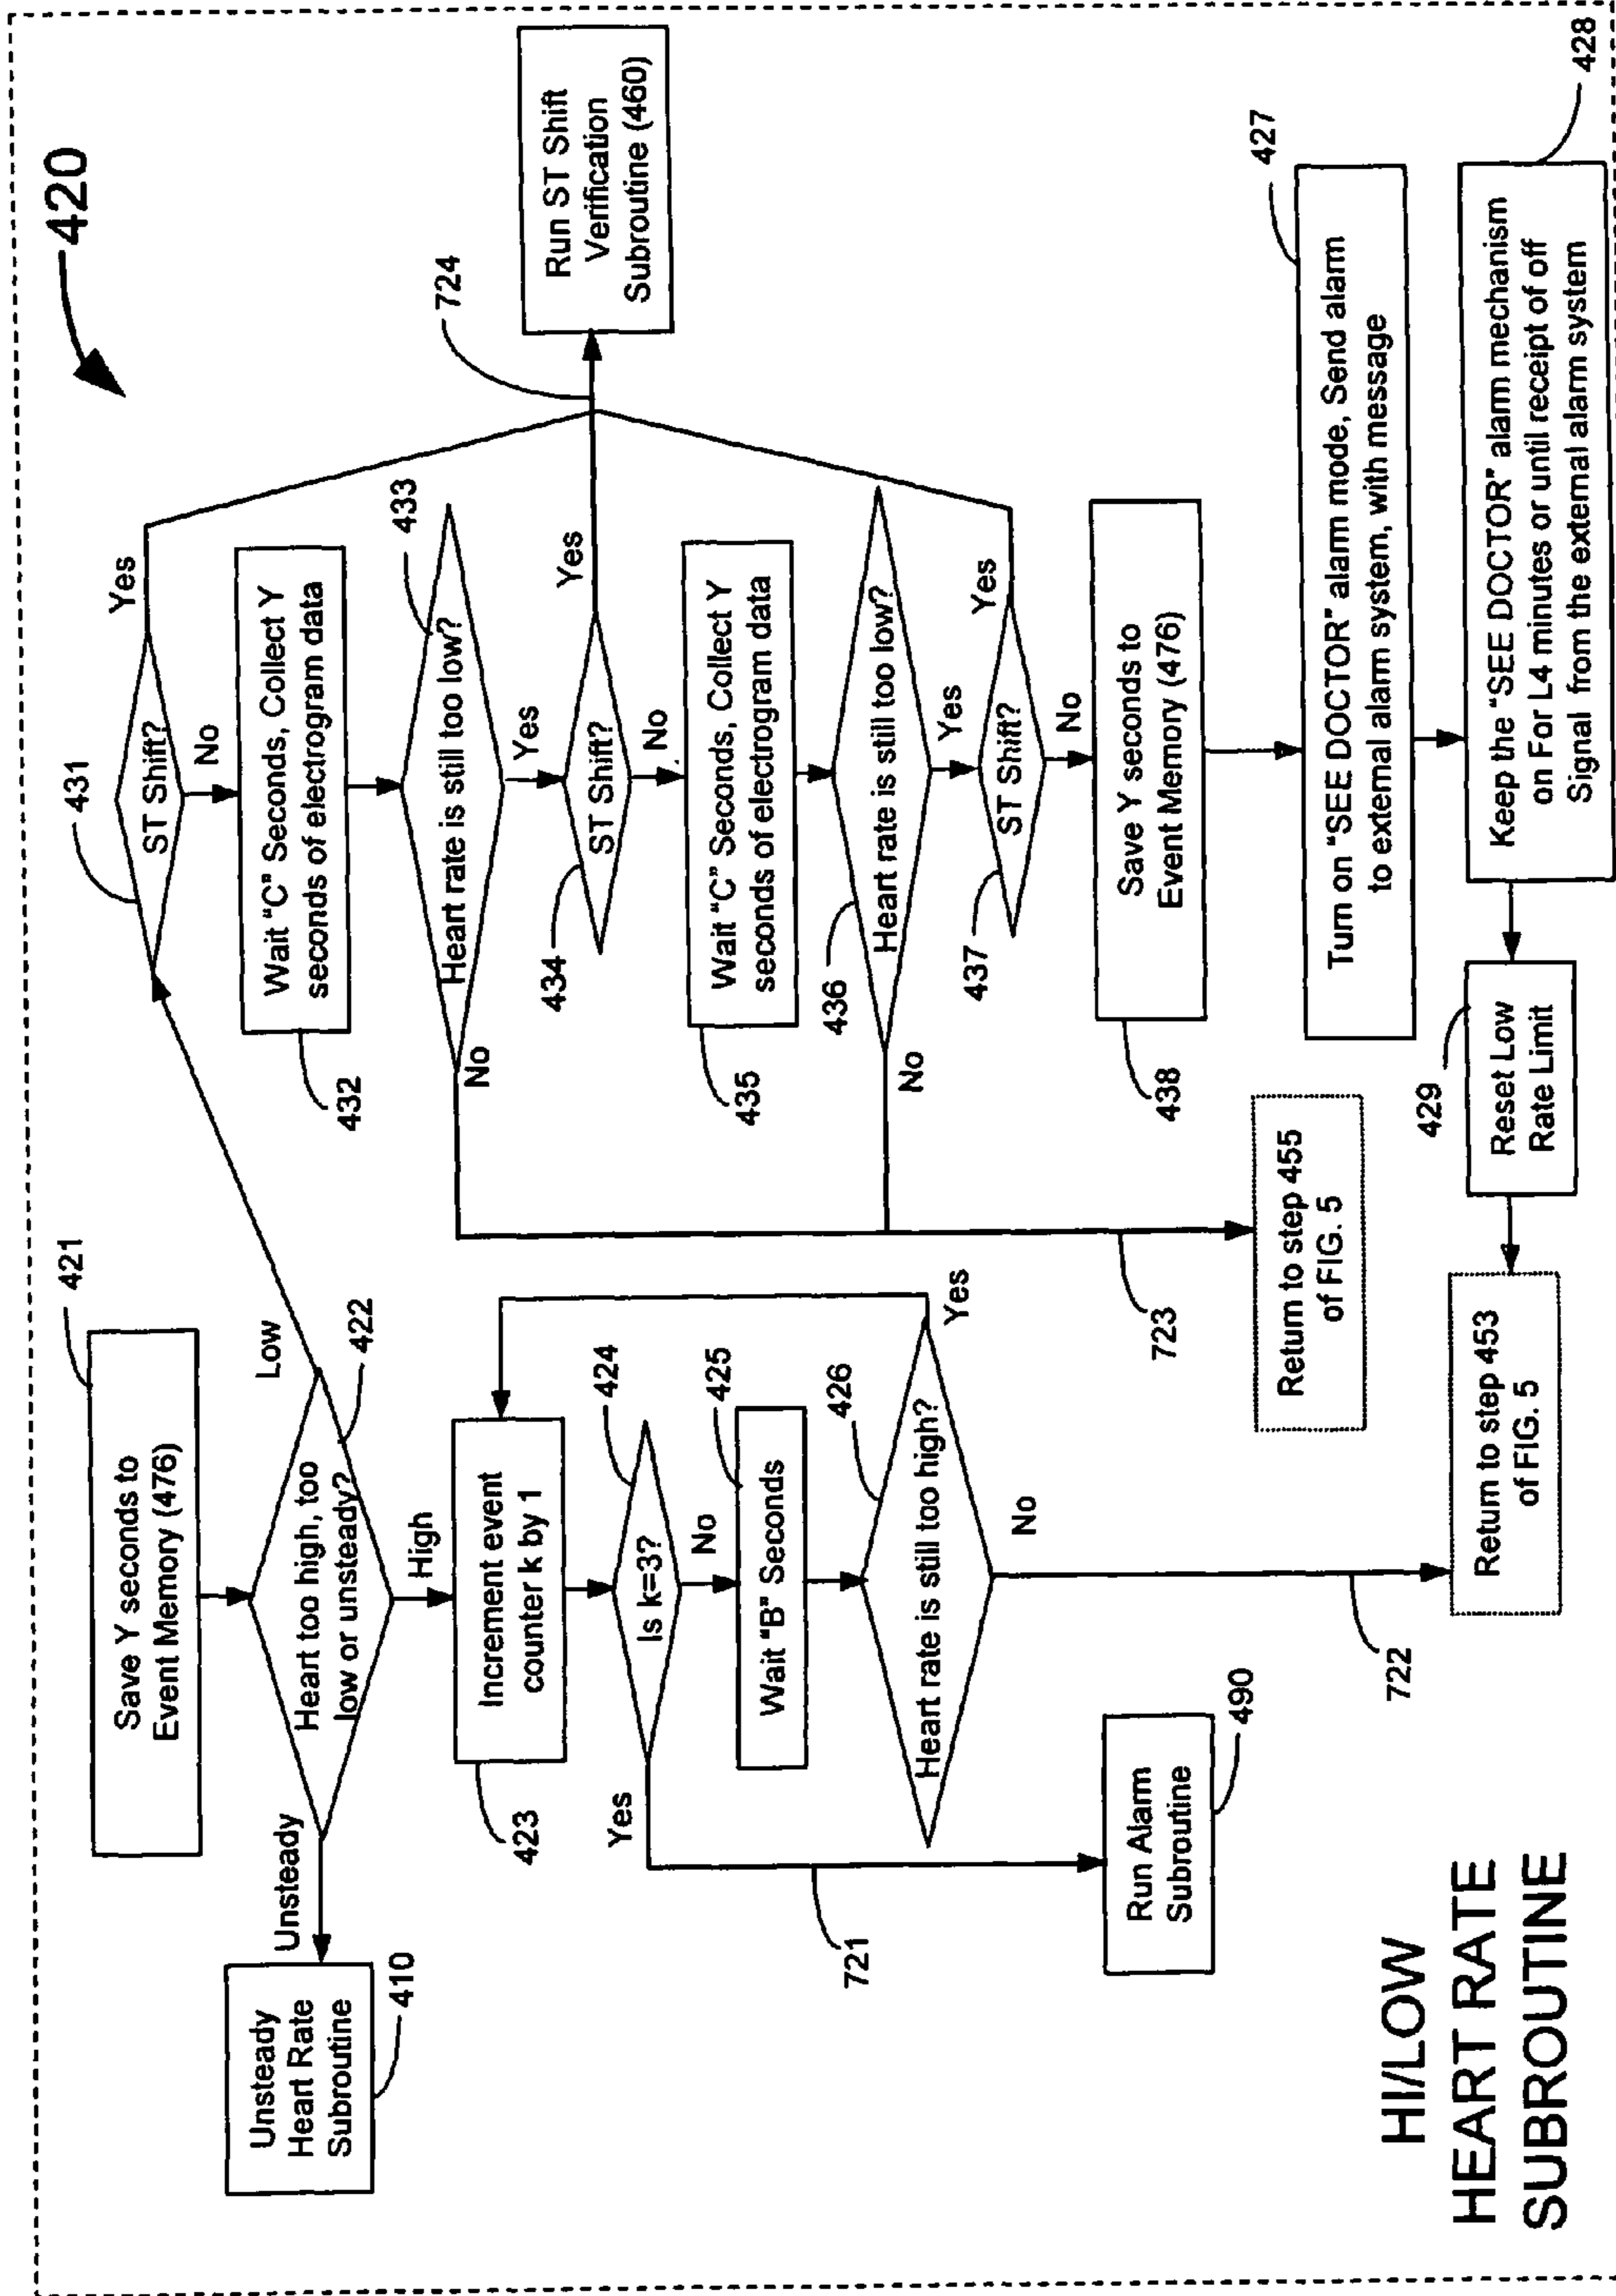 420
421
Save Y seconds to
Event Memory (476)
422
Heart too high, too
low or unsteady?
Unsteady
Low
High
Unsteady
Heart Rate
Subroutine
410
423
Increment event
counter k by 1
424
Is k=3?
Yes
No
425
Wait "B" Seconds
426
Heart rate is still too high?
Yes
No
721
Run Alarm
Subroutine
490
722
Return to step 453
of FIG. 5
431
ST Shift?
Yes
No
432
Wait "C" Seconds, Collect Y
seconds of electrogram data
433
Heart rate is still too low?
No
Yes
434
ST Shift?
Yes
No
724
Run ST Shift
Verification
Subroutine (460)
435
Wait "C" Seconds, Collect Y
seconds of electrogram data
436
Heart rate is still too low?
No
Yes
437
ST Shift?
Yes
No
438
Save Y seconds to
Event Memory (476)
723
Return to step 455
of FIG. 5
427
Turn on "SEE DOCTOR" alarm mode, Send alarm
to external alarm system, with message
428
Keep the "SEE DOCTOR" alarm mechanism
on For L4 minutes or until receipt of off
Signal from the external alarm system
429
Reset Low
Rate Limit
HI/LOW
HEART RATE
SUBROUTINE